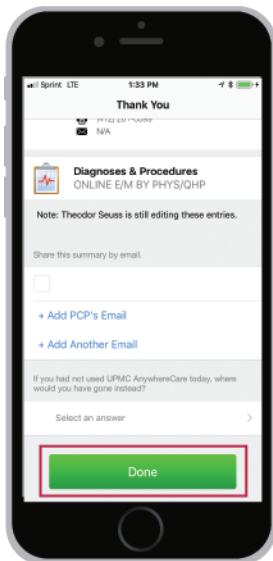 Sprint LTE 1:33 PM
Thank You
N/A
Diagnoses & Procedures
ONLINE E/M BY PHYS/QHP
Note: Theodor Seuss is still editing these entries.
Share this summary by email.
+ Add PCP's Email
+ Add Another Email
If you had not used UPMC AnywhereCare today, where
would you have gone instead?
Select an answer
Done